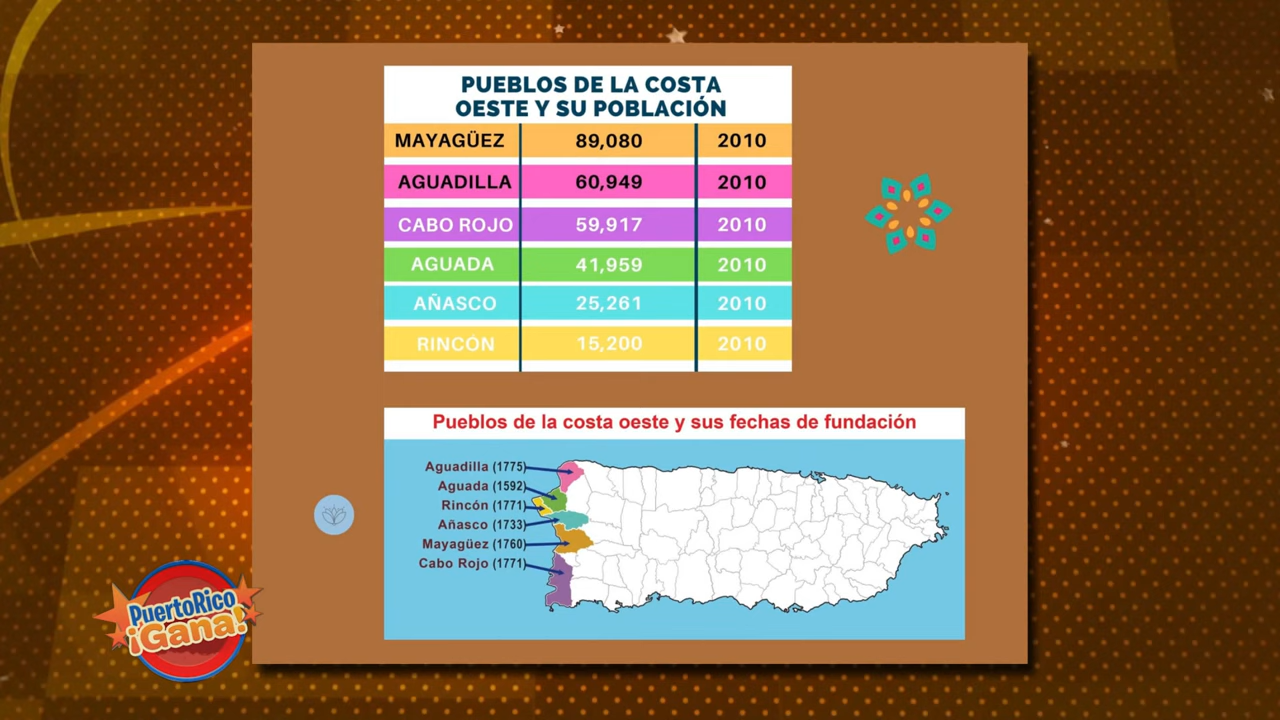 PUEBLOS DE LA COSTA
OESTE Y SU POBLACIÓN
MAYAGÜEZ 89,080 2010
AGUADILLA 60,949 2010
CABO ROJO 59,917 2010
AGUADA 41,959 2010
AÑASCO 25,261 2010
RINCÓN 15,200 2010
Pueblos de la costa oeste y sus fechas de fundación
Aguadilla (1775)
Aguada (1592)
Rincón (1771)
Añasco (1733)
Mayagüez (1760)
Cabo Rojo (1771)
PuertoRico
¡Gana!